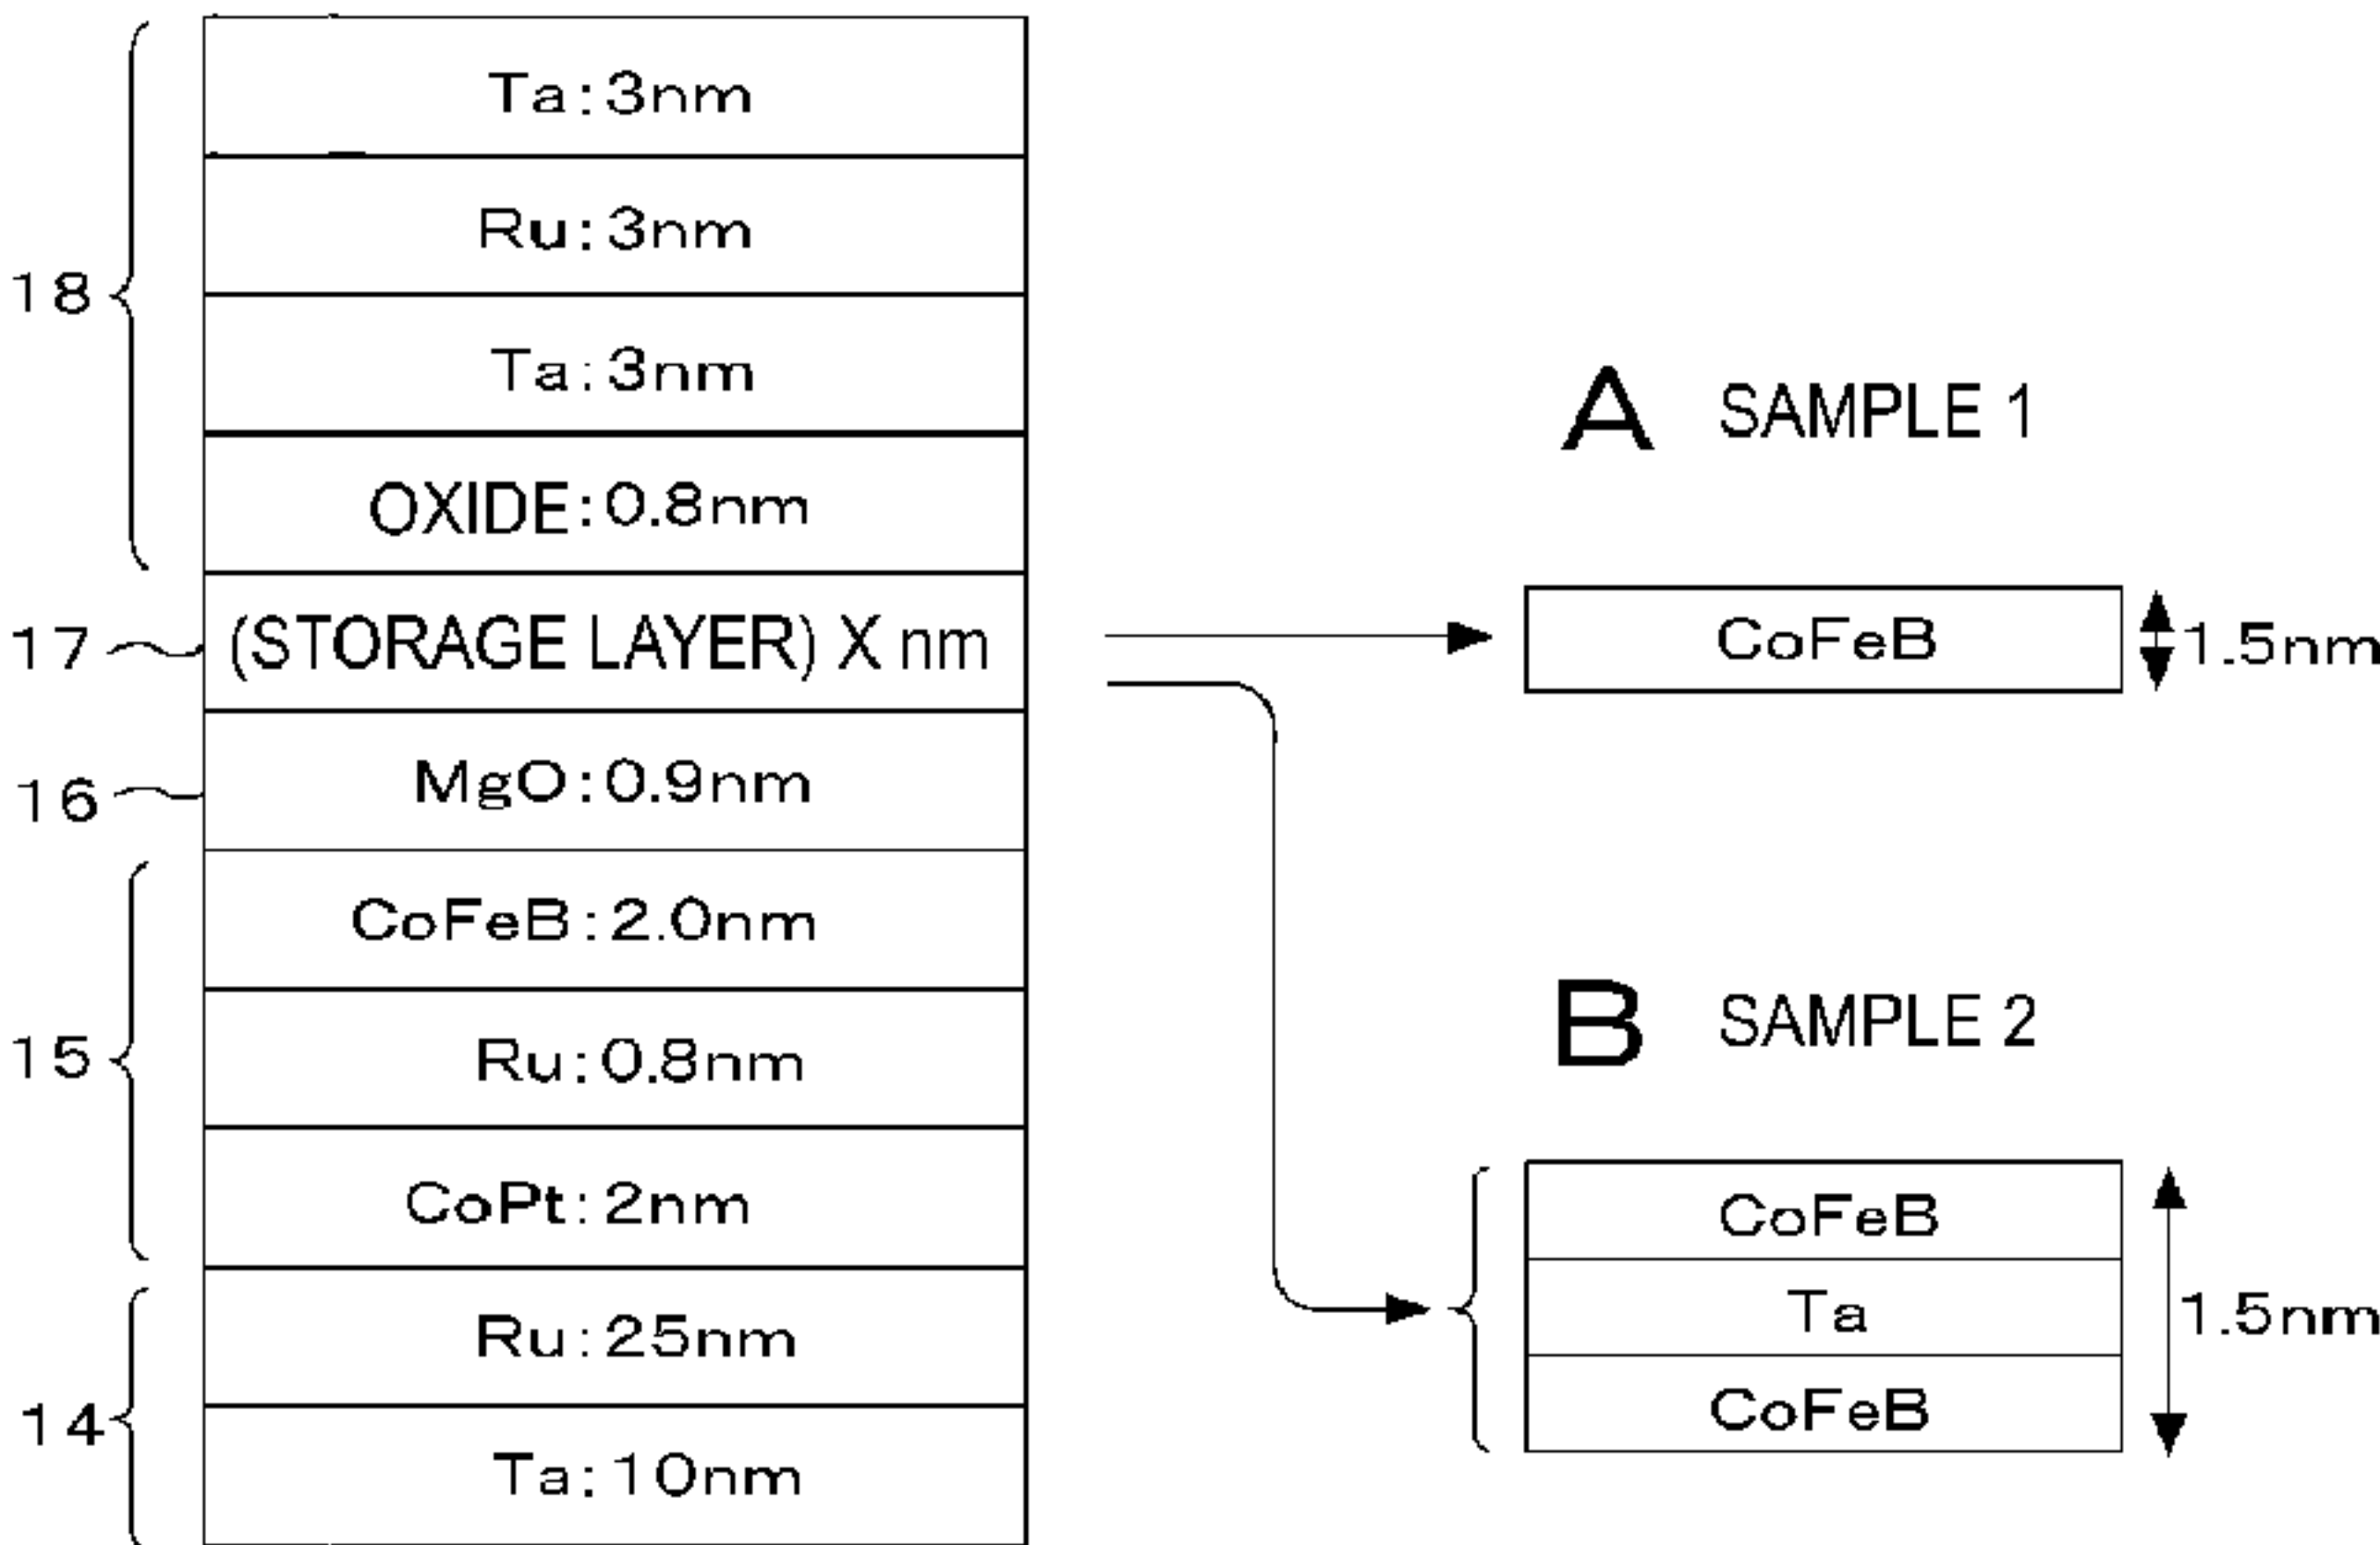 18
Ta:3nm
Ru:3nm
Ta:3nm
OXIDE:0.8nm
17
(STORAGE LAYER) X nm
16
MgO:0.9nm
15
CoFeB:2.0nm
Ru:0.8nm
CoPt:2nm
14
Ru:25nm
Ta:10nm
A SAMPLE 1
CoFeB
1.5nm
B SAMPLE 2
CoFeB
Ta
CoFeB
1.5nm